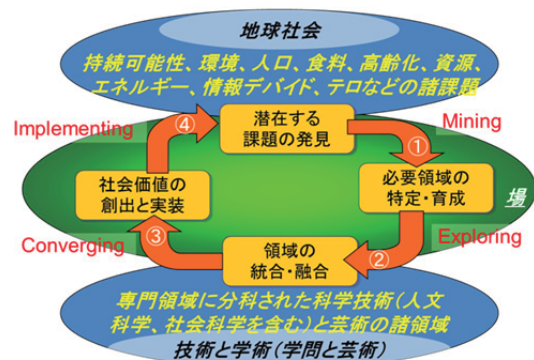 地球社会
持続可能性、環境、人口、食料、高齢化、資源、
エネルギー、情報デバイド、テロなどの諸課題
Implementing
④
潜在する
課題の発見
Mining
①
社会価値の
創出と実装
必要領域の
特定・育成
場
Converging
③
領域の
統合・融合
②
Exploring
専門領域に分科された科学技術(人文
科学、社会科学を含む)と芸術の諸領域
技術と学術(学問と芸術)